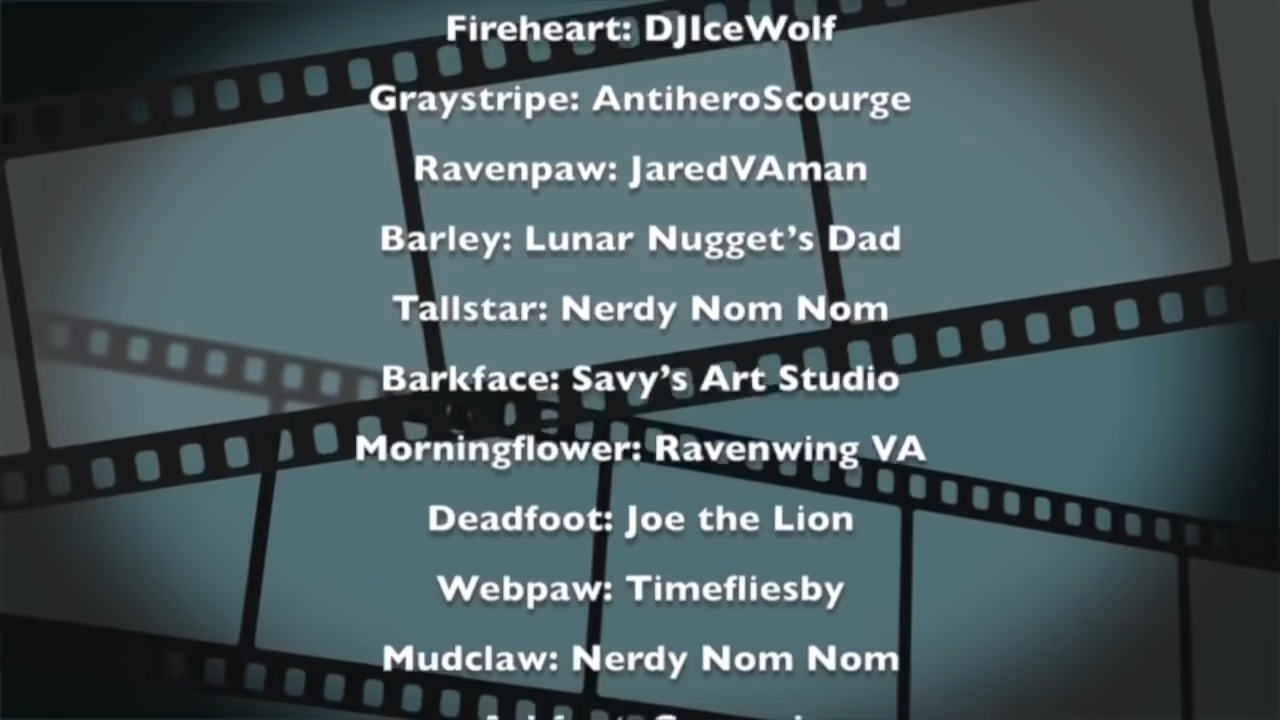 Fireheart: DJIceWolf
Graystripe: AntiheroScourge
Ravenpaw: JaredVAman
Barley: Lunar Nugget’s Dad
Tallstar: Nerdy Nom Nom
Barkface: Savy’s Art Studio
Morningflower: Ravenwing VA
Deadfoot: Joe the Lion
Webpaw: Timefliesby
Mudclaw: Nerdy Nom Nom